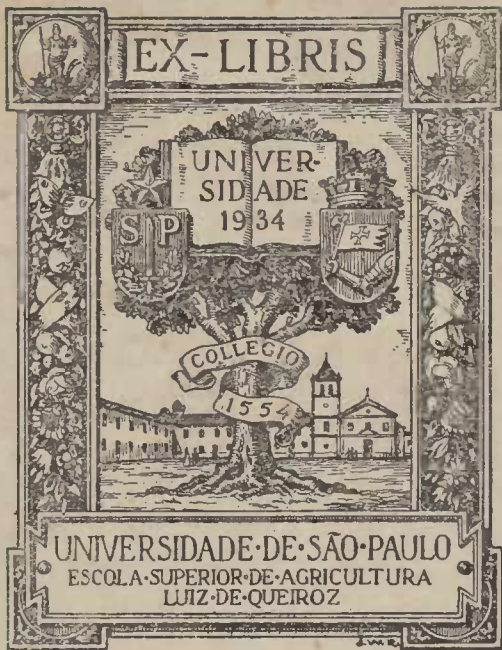 EX-LIBRIS
UNIVER-
SIDADE
1934
S P
COLLEGIO
1554
UNIVERSIDADE·DE·SÃO·PAULO
ESCOLA·SUPERIOR·DE·AGRICULTURA
LUIZ·DE·QUEIROZ